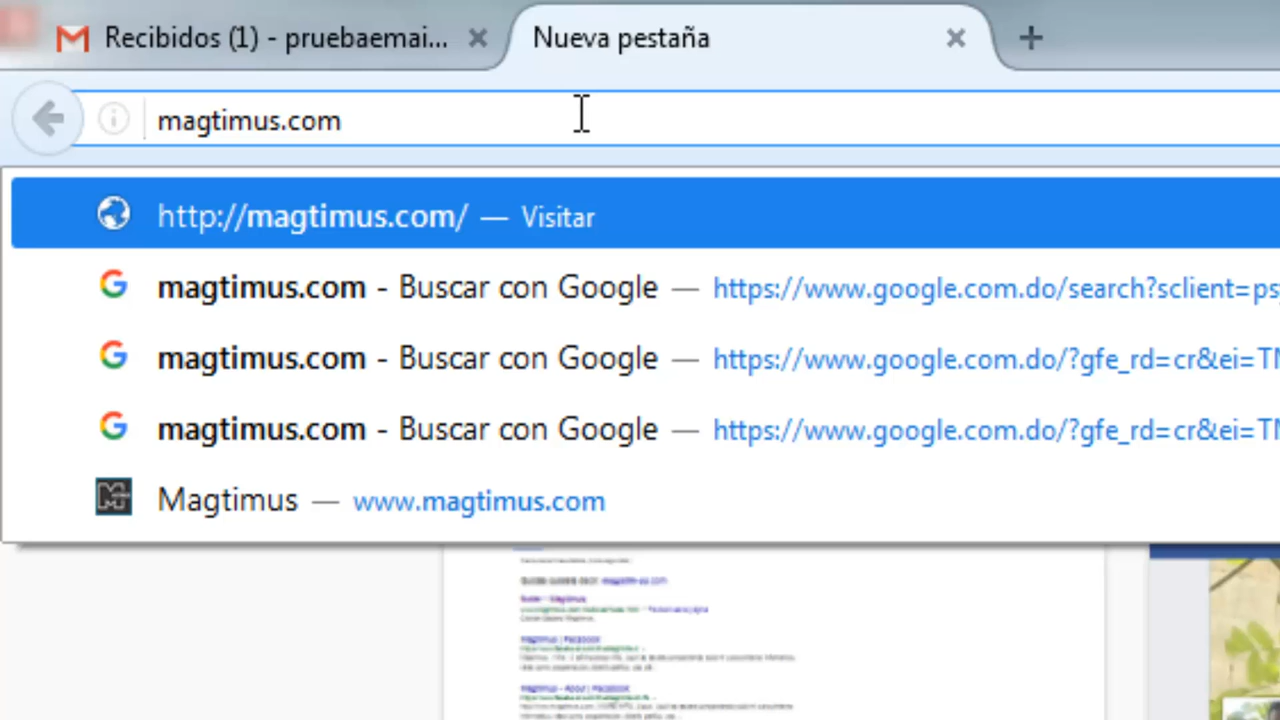 Recibidos (1) - pruebaemai...
Nueva pestaña
magtimus.com
http://magtimus.com/ — Visitar
magtimus.com - Buscar con Google — https://www.google.com.do/search?sclient=ps
magtimus.com - Buscar con Google — https://www.google.com.do/?gfe_rd=cr&ei=TN
magtimus.com - Buscar con Google — https://www.google.com.do/?gfe_rd=cr&ei=TN
Magtimus — www.magtimus.com